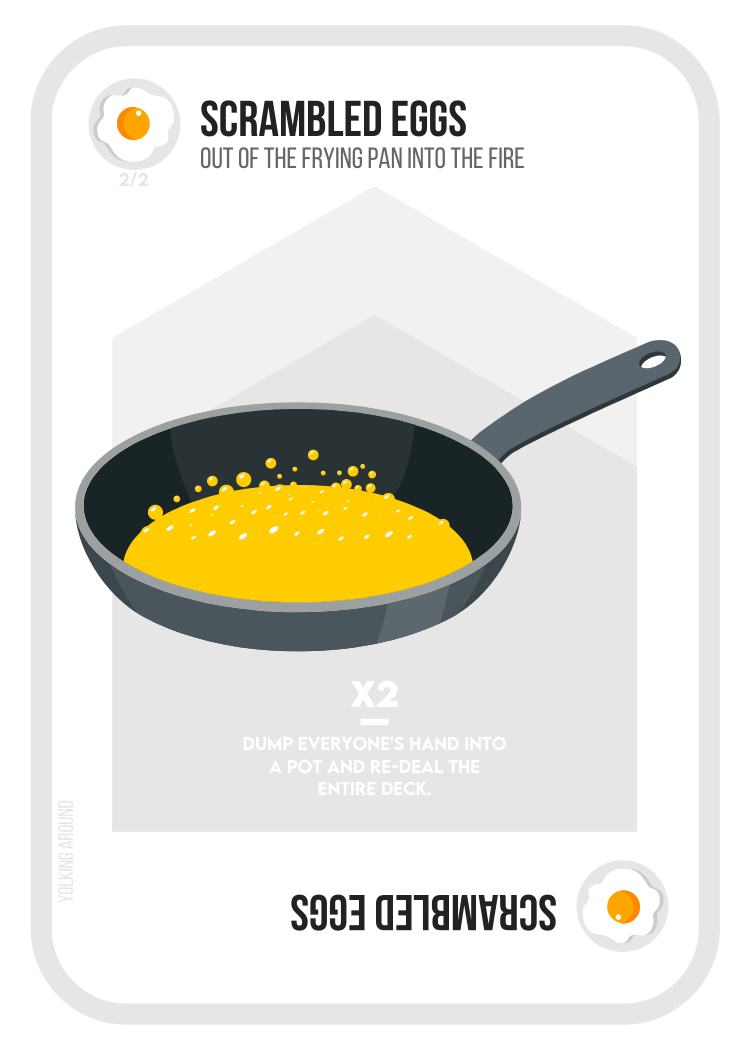 SCRAMBLED EGGS
OUT OF THE FRYING PAN INTO THE FIRE
2/2
X2
DUMP EVERYONE'S HAND INTO
A POT AND RE-DEAL THE
ENTIRE DECK.
YOLKING AROUND
SCRAMBLED EGGS